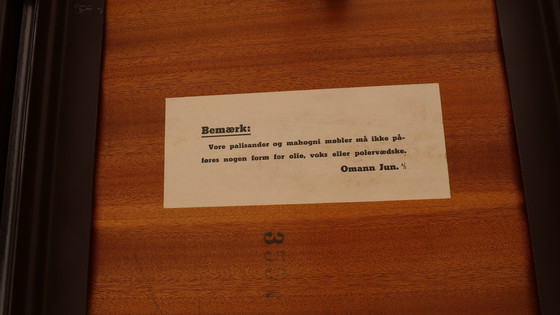 Bemærk:
Vore palisander og mahogni møbler må ikke på-
føres nogen form for olie, voks eller polervædske.
Omann Jun. A/S